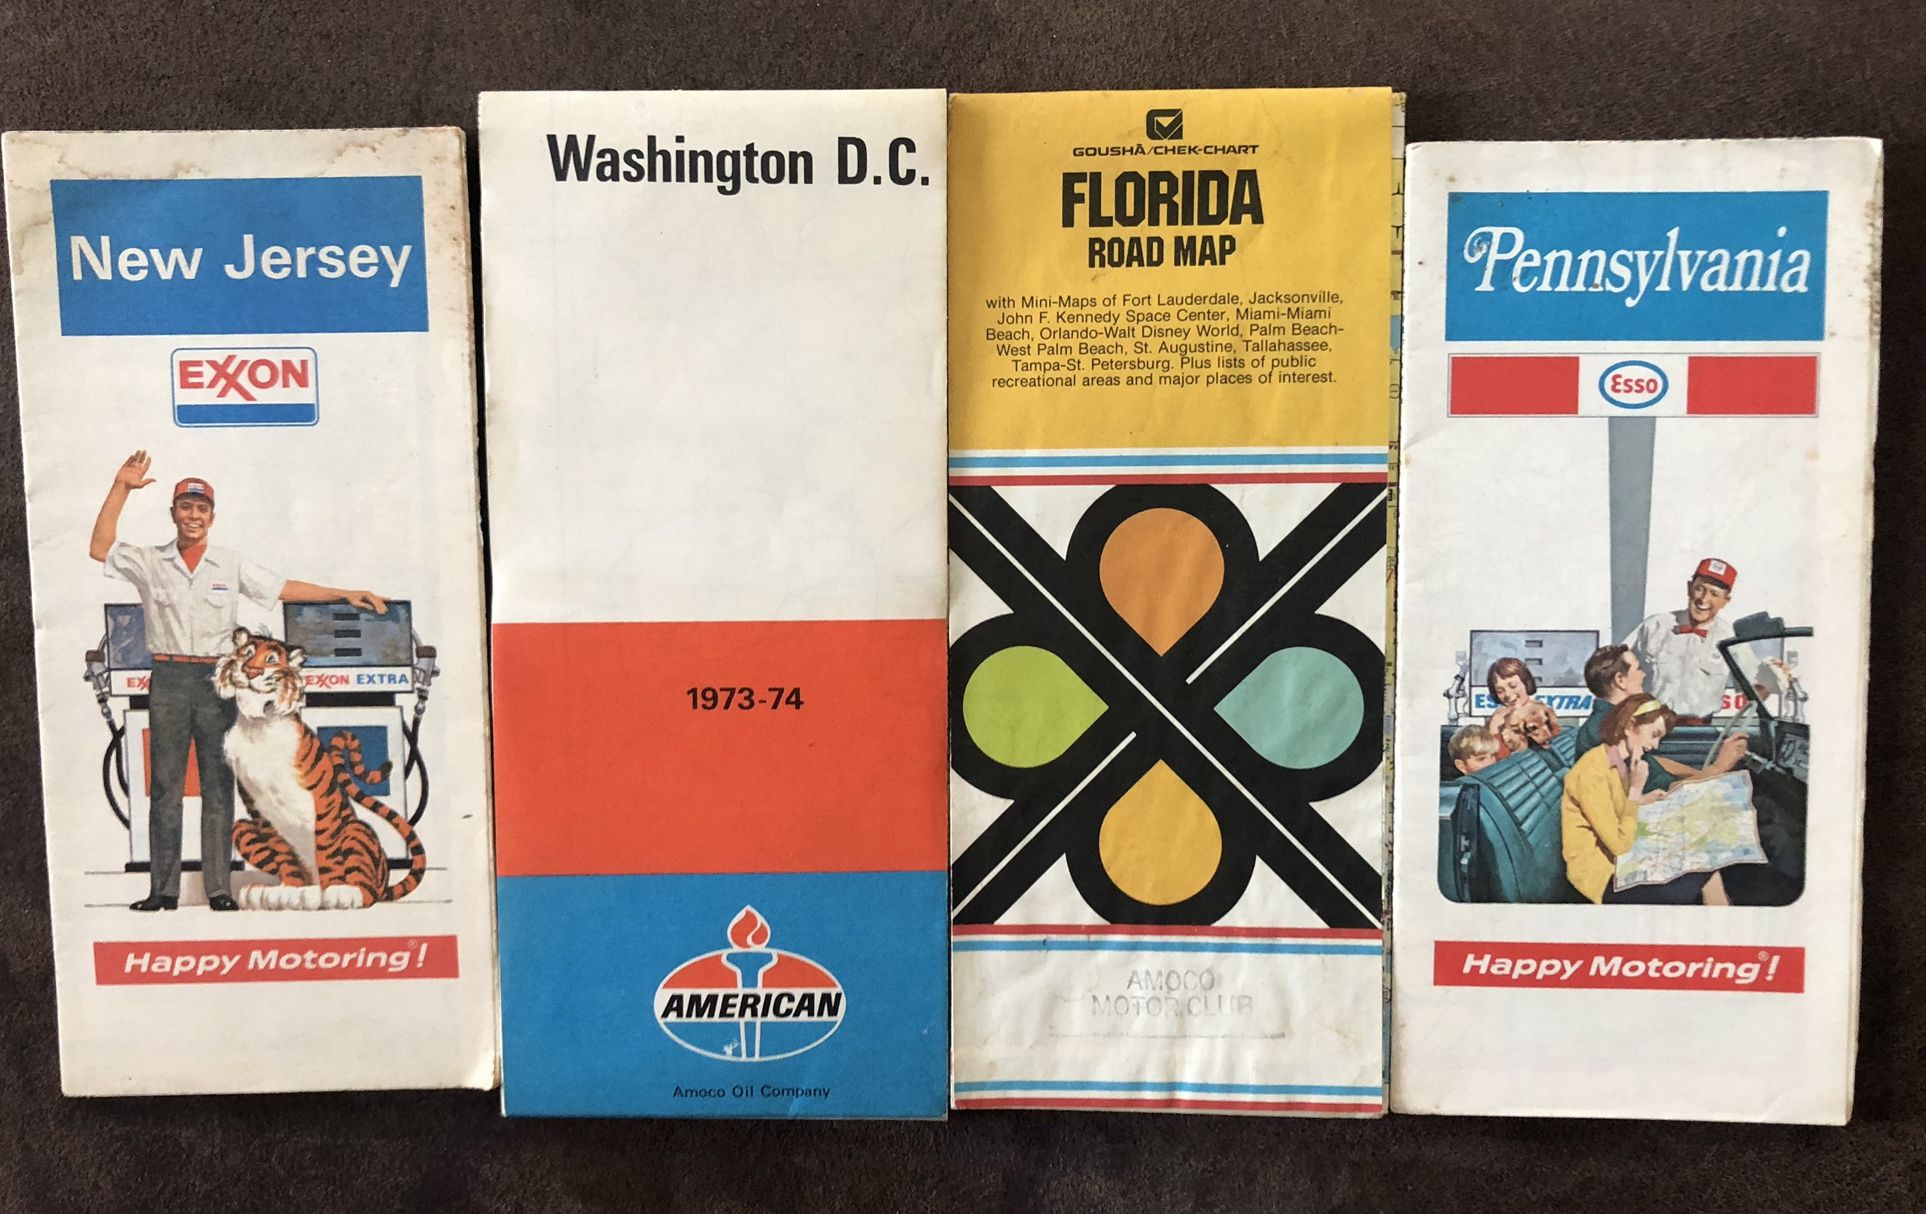 New Jersey
EXXON
EXXON EXTRA
Happy Motoring®!
Washington D.C.
1973-74
AMERICAN
Amoco Oil Company
GOUSHĀ/CHEK-CHART
FLORIDA
ROAD MAP
with Mini-Maps of Fort Lauderdale, Jacksonville,
John F. Kennedy Space Center, Miami-Miami
Beach, Orlando-Walt Disney World, Palm Beach-
West Palm Beach, St. Augustine, Tallahassee,
Tampa-St. Petersburg. Plus lists of public
recreational areas and major places of interest.
AMOCO
MOTOR CLUB
Pennsylvania
Esso
EXTRA
Happy Motoring®!